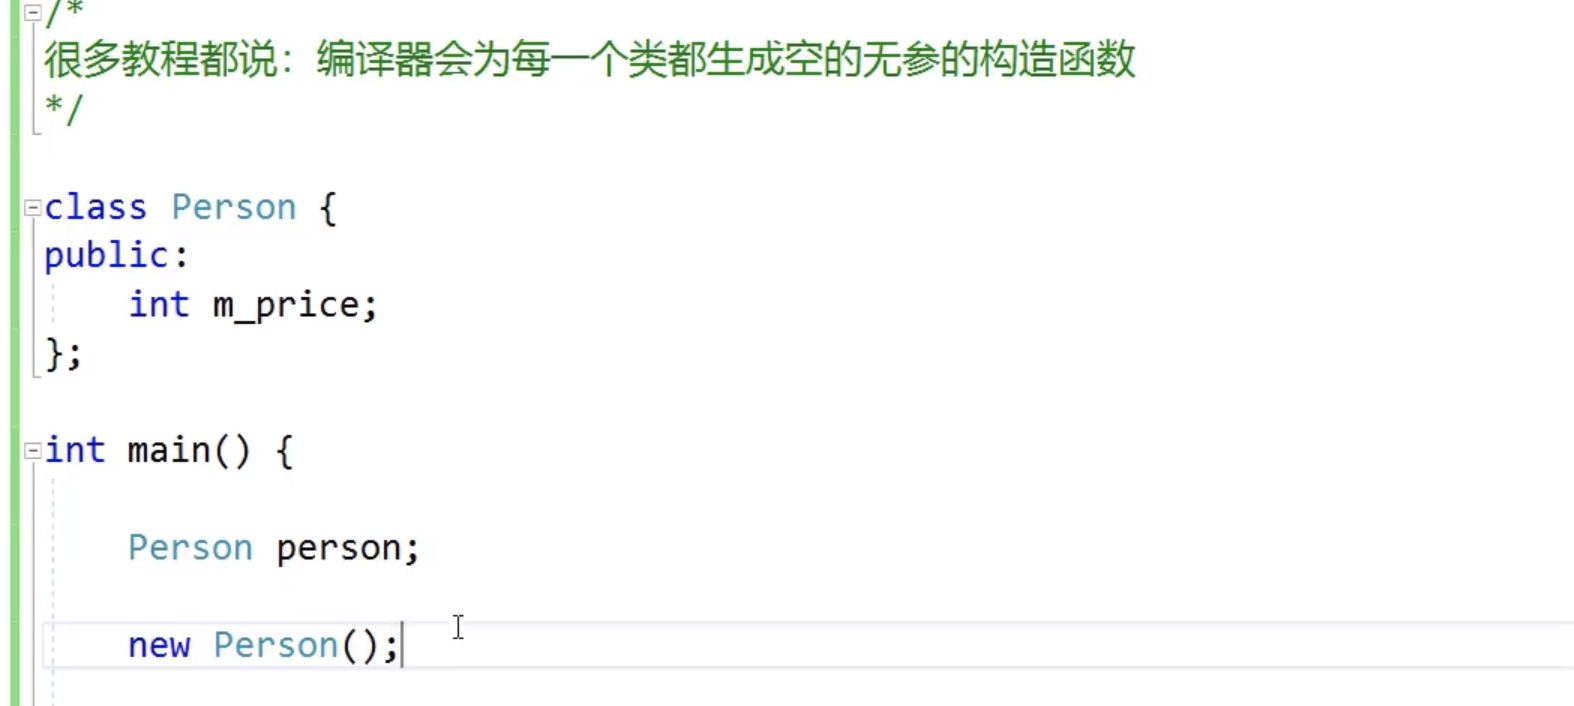 /*
很多教程都说：编译器会为每一个类都生成空的无参的构造函数
*/
class Person {
public:
    int m_price;
};
int main() {
    Person person;
    new Person();